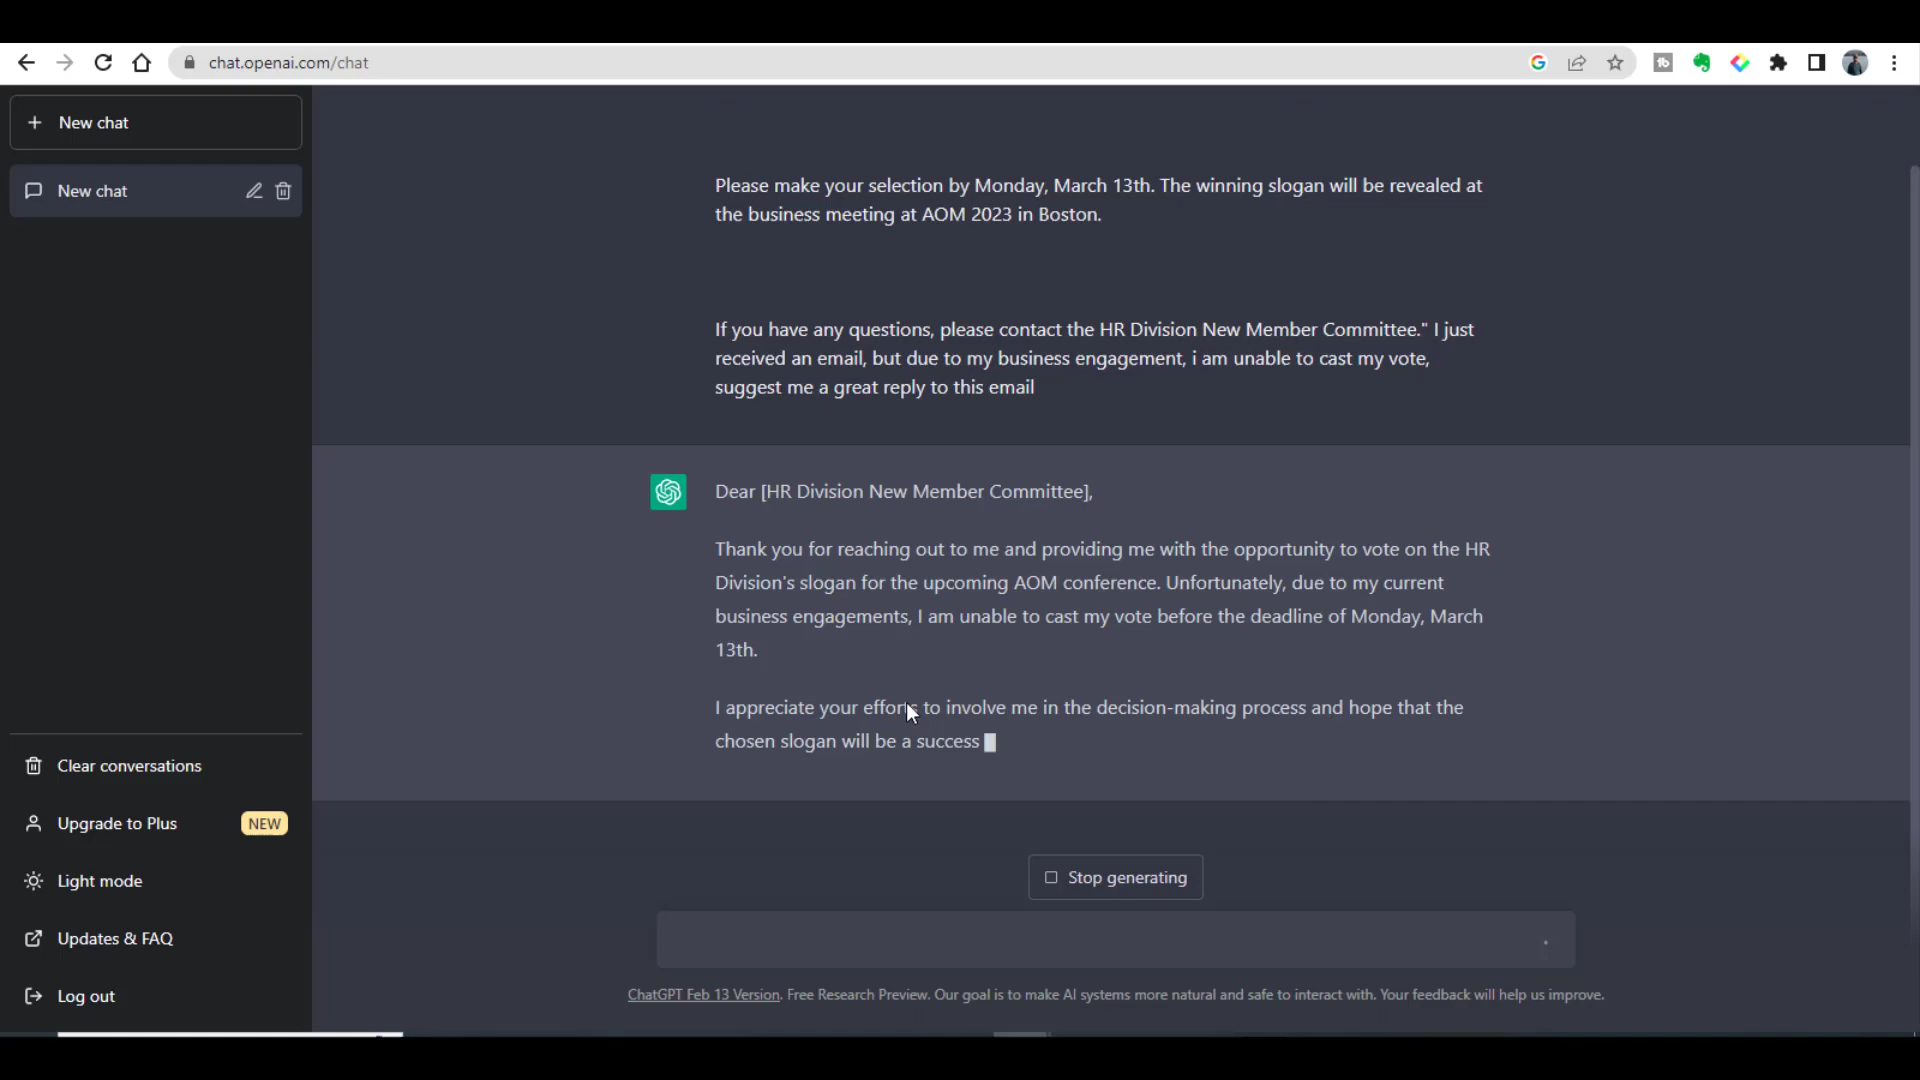 chat.openai.com/chat
New chat
New chat
Please make your selection by Monday, March 13th. The winning slogan will be revealed at
the business meeting at AOM 2023 in Boston.
If you have any questions, please contact the HR Division New Member Committee." I just
received an email, but due to my business engagement, i am unable to cast my vote,
suggest me a great reply to this email
Dear [HR Division New Member Committee],
Thank you for reaching out to me and providing me with the opportunity to vote on the HR
Division's slogan for the upcoming AOM conference. Unfortunately, due to my current
business engagements, I am unable to cast my vote before the deadline of Monday, March
13th.
I appreciate your efforts to involve me in the decision-making process and hope that the
chosen slogan will be a success
Clear conversations
Upgrade to Plus NEW
Light mode
Updates & FAQ
Log out
Stop generating
ChatGPT Feb 13 Version. Free Research Preview. Our goal is to make AI systems more natural and safe to interact with. Your feedback will help us improve.